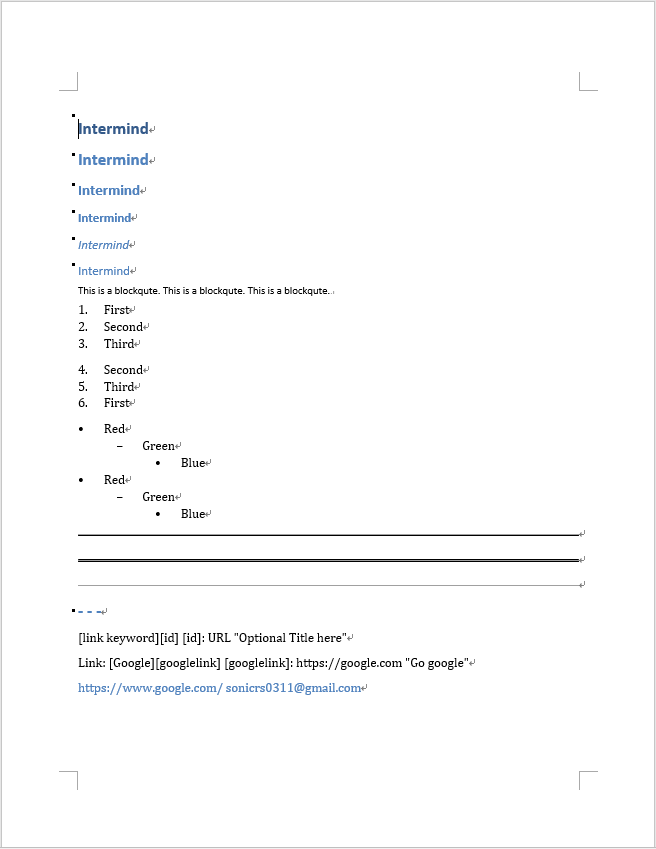 Intermind
Intermind
Intermind
Intermind
Intermind
Intermind
This is a blockqute. This is a blockqute. This is a blockqute.
1. First
2. Second
3. Third
4. Second
5. Third
6. First
• Red
– Green
• Blue
• Red
– Green
• Blue
- - -
[link keyword][id] [id]: URL "Optional Title here"
Link: [Google][googlelink] [googlelink]: https://google.com "Go google"
https://www.google.com/ sonicrs0311@gmail.com